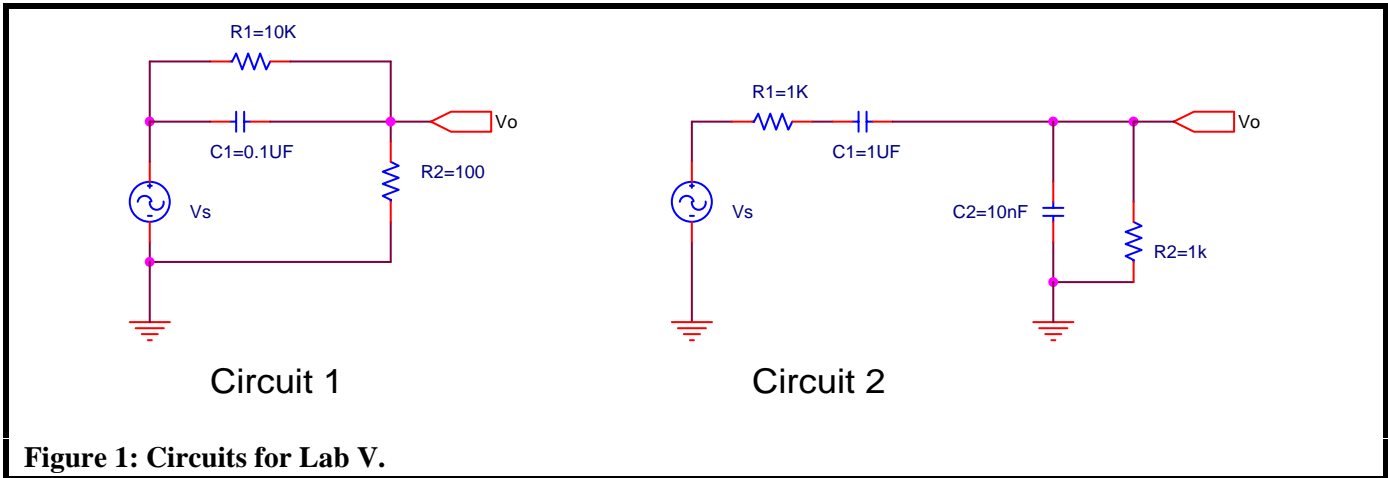 R1=10K
C1=0.1UF
Vo
R2=100
Vs
Circuit 1
R1=1K
C1=1UF
Vo
Vs
C2=10nF
R2=1k
Circuit 2
Figure 1: Circuits for Lab V.